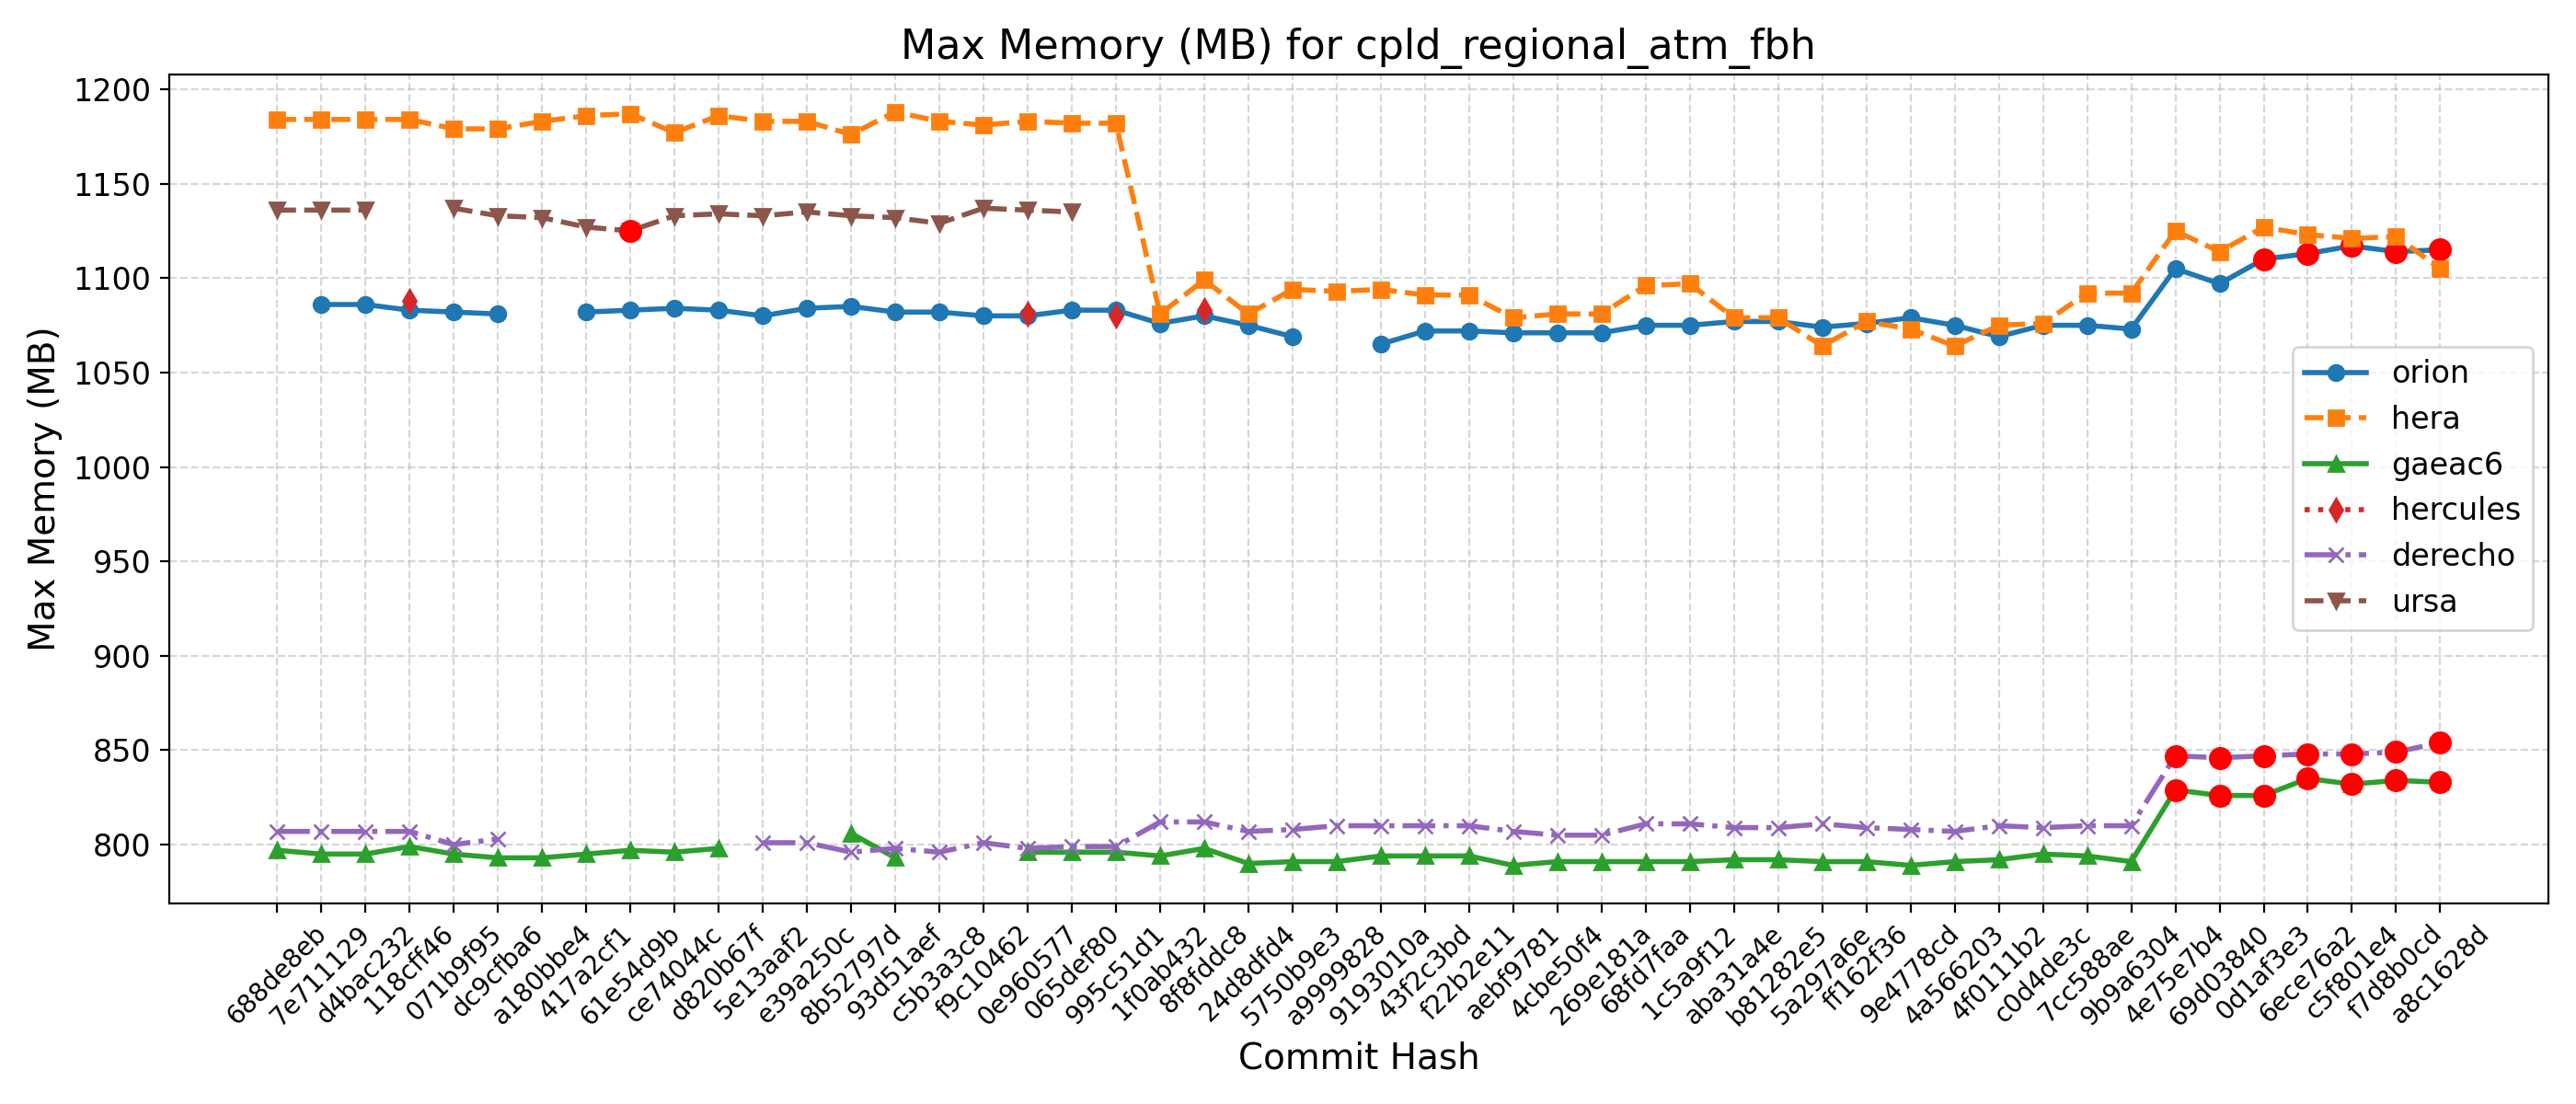 Max Memory (MB) for cpld_regional_atm_fbh
Max Memory (MB)
1200
1150
1100
1050
1000
950
900
850
800
orion
hera
gaeac6
hercules
derecho
ursa
688de8eb
7e711129
d4bac232
118cff46
071b9f95
dc9cfba6
a180bbe4
417a2cf1
61e54d9b
ce74044c
d820b67f
5e13aaf2
e39a250c
8b52797d
93d51aef
c5b3a3c8
f9c10462
0e960577
065def80
995c51d1
1f0ab432
8f8fddc8
24d8dfd4
5750b9e3
a9999828
9193010a
43f2c3bd
f22b2e11
aebf9781
4cbe50f4
269e181a
68fd7faa
1c5a9f12
aba31a4e
b81282e5
5a297a6e
ff162f36
9e4778cd
4a566203
4f0111b2
c0d4de3c
7cc588ae
9b9a6304
4e75e7b4
69d03840
0d1af3e3
6ece76a2
c5f801e4
f7d8b0cd
a8c1628d
Commit Hash